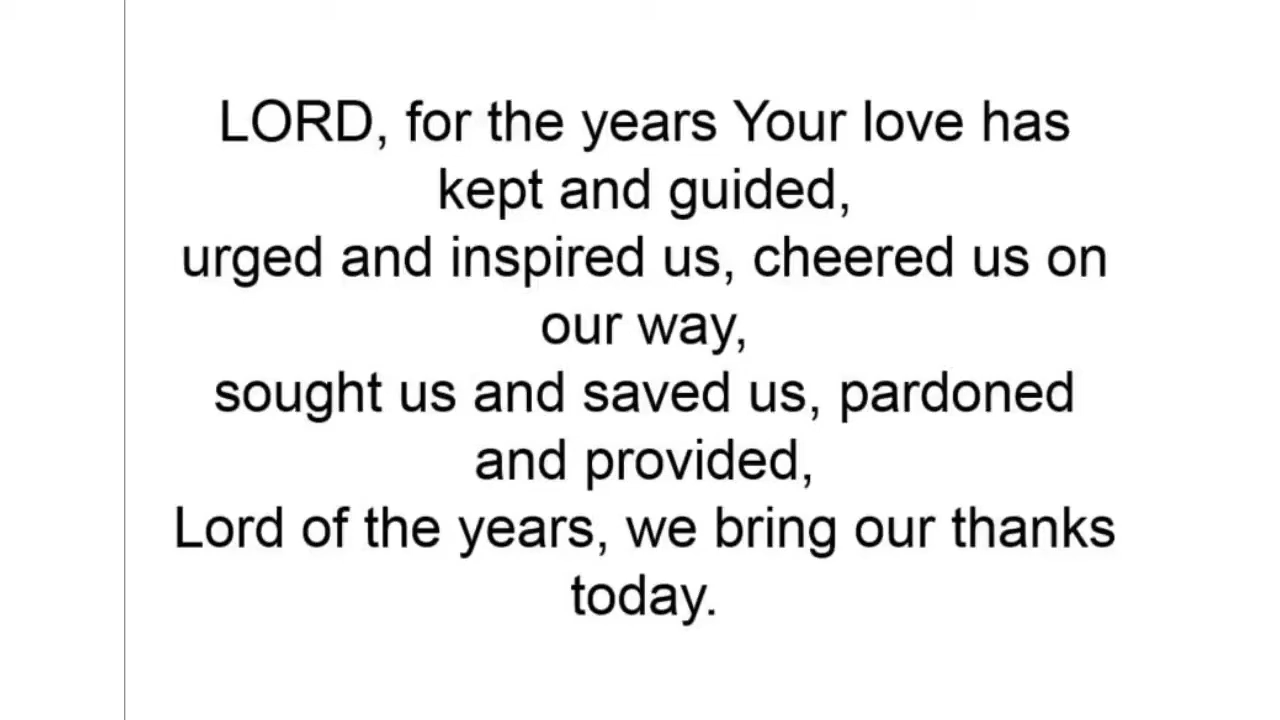 LORD, for the years Your love has
kept and guided,
urged and inspired us, cheered us on
our way,
sought us and saved us, pardoned
and provided,
Lord of the years, we bring our thanks
today.